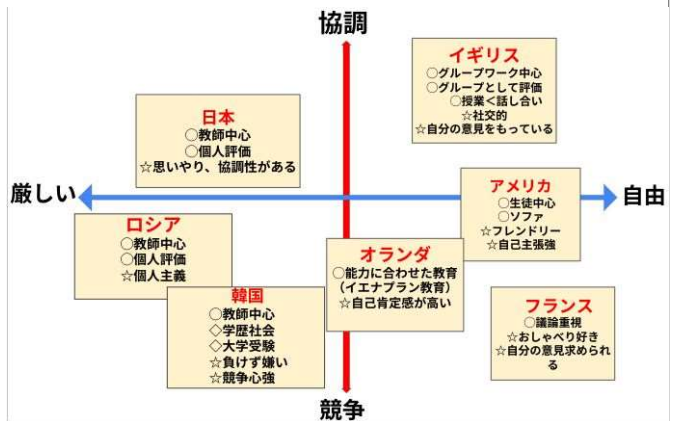 協調
イギリス
○グループワーク中心
○グループとして評価
○授業＜話し合い
☆社交的
☆自分の意見をもっている
日本
○教師中心
○個人評価
☆思いやり、協調性がある
厳しい
自由
アメリカ
○生徒中心
○ソファ
☆フレンドリー
☆自己主張強
ロシア
○教師中心
○個人評価
☆個人主義
オランダ
○能力に合わせた教育
（イエナプラン教育）
☆自己肯定感が高い
韓国
○教師中心
◇学歴社会
◇大学受験
☆負けず嫌い
☆競争心強
フランス
○議論重視
☆おしゃべり好き
☆自分の意見求められ
る
競争